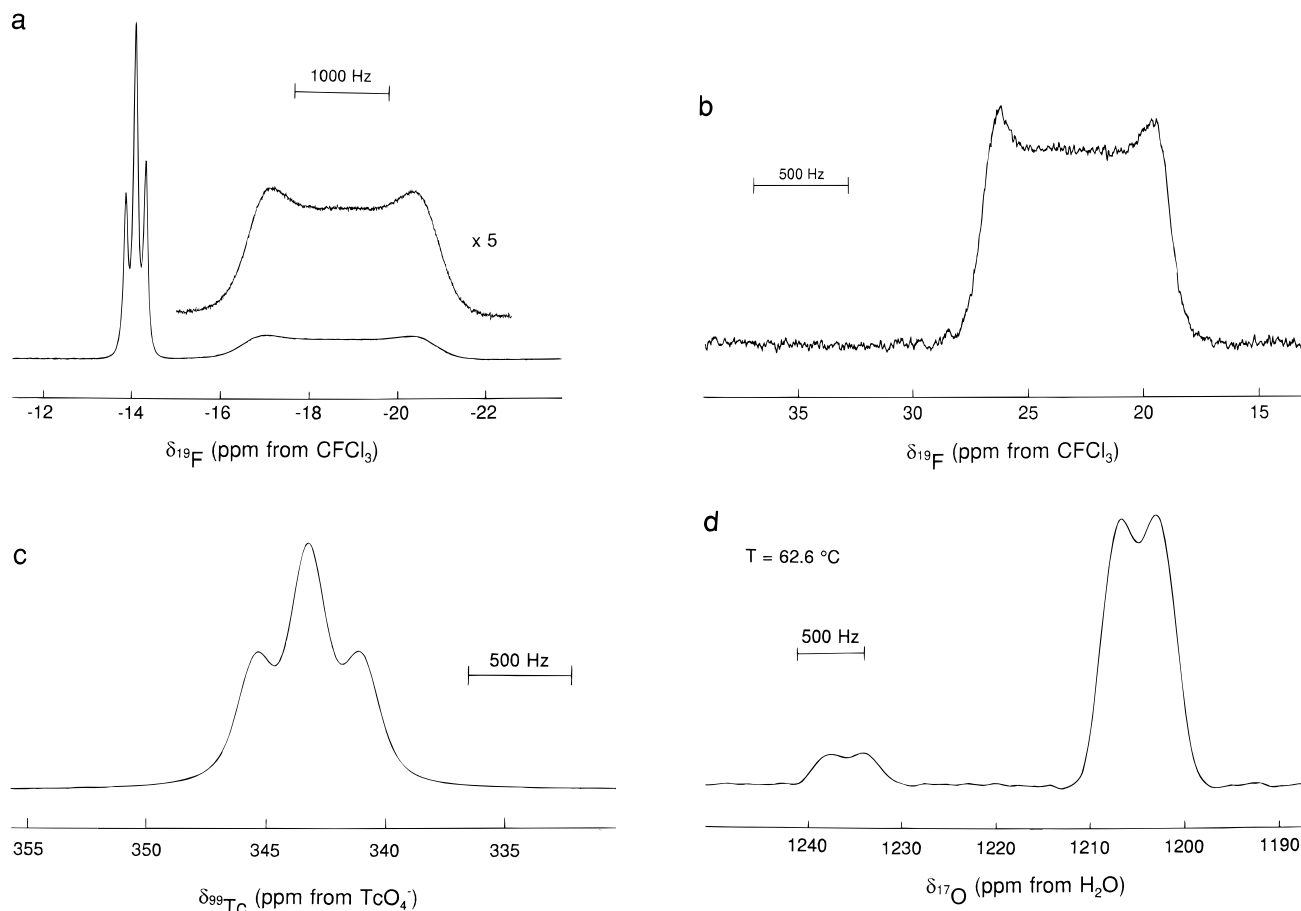 a
1000 Hz
x 5
-12 -14 -16 -18 -20 -22
δ19F (ppm from CFCl3)
b
500 Hz
35 30 25 20 15
δ19F (ppm from CFCl3)
c
500 Hz
355 350 345 340 335
δ99Tc (ppm from TcO4-)
d
T = 62.6 °C
500 Hz
1240 1230 1220 1210 1200 1190
δ17O (ppm from H2O)